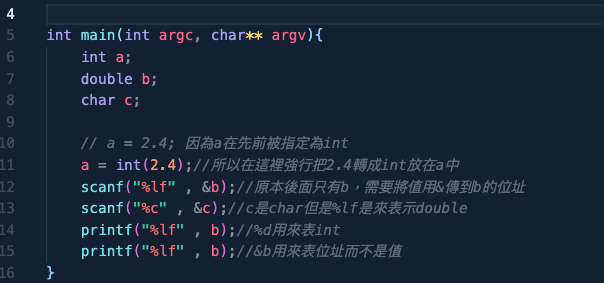 4
5 int main(int argc, char** argv){
6 int a;
7 double b;
8 char c;
9
10 // a = 2.4; 因為a在先前被指定為int
11 a = int(2.4);//所以在這裡強行把2.4轉成int放在a中
12 scanf("%lf" , &b);//原本後面只有b，需要將值用&傳到b的位址
13 scanf("%c" , &c);//c是char但是%lf是來表示double
14 printf("%lf" , b);//%d用來表int
15 printf("%lf" , b);//&b用來表位址而不是值
16 }